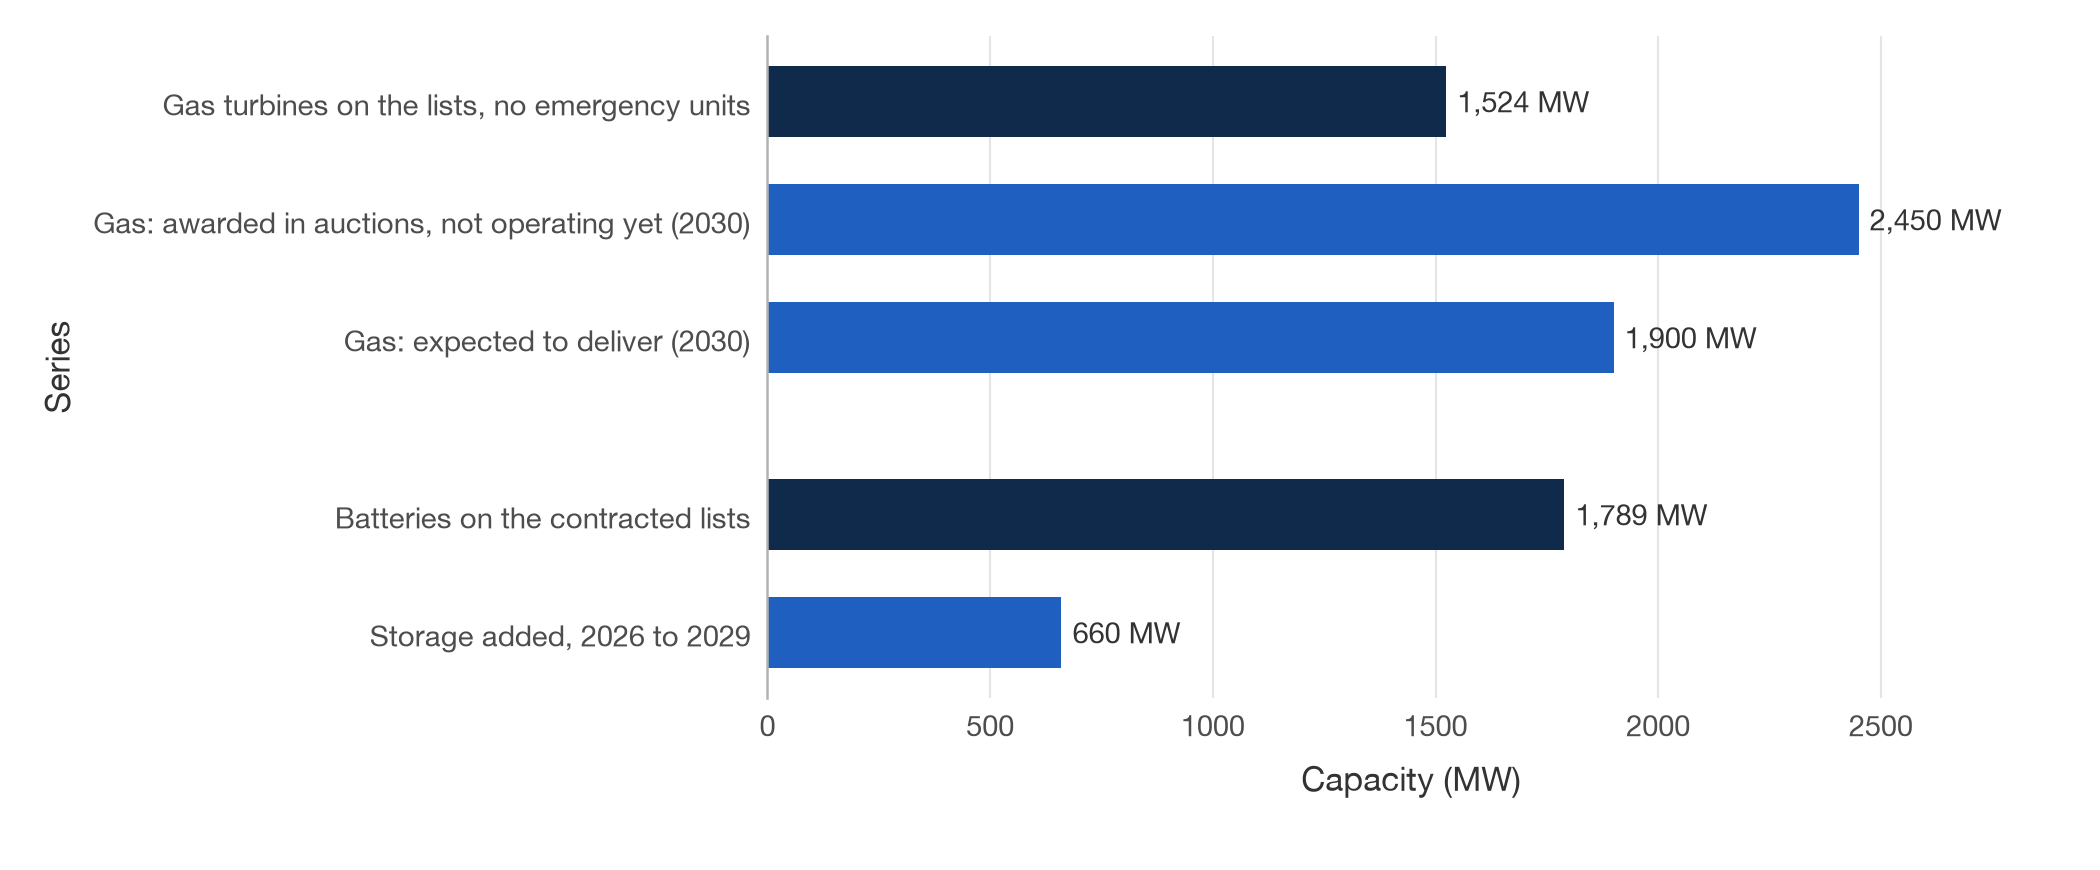 Gas turbines on the lists, no emergency units
1,524 MW
Gas: awarded in auctions, not operating yet (2030)
2,450 MW
Gas: expected to deliver (2030)
1,900 MW
Series
Batteries on the contracted lists
1,789 MW
Storage added, 2026 to 2029
660 MW
0 500 1000 1500 2000 2500
Capacity (MW)